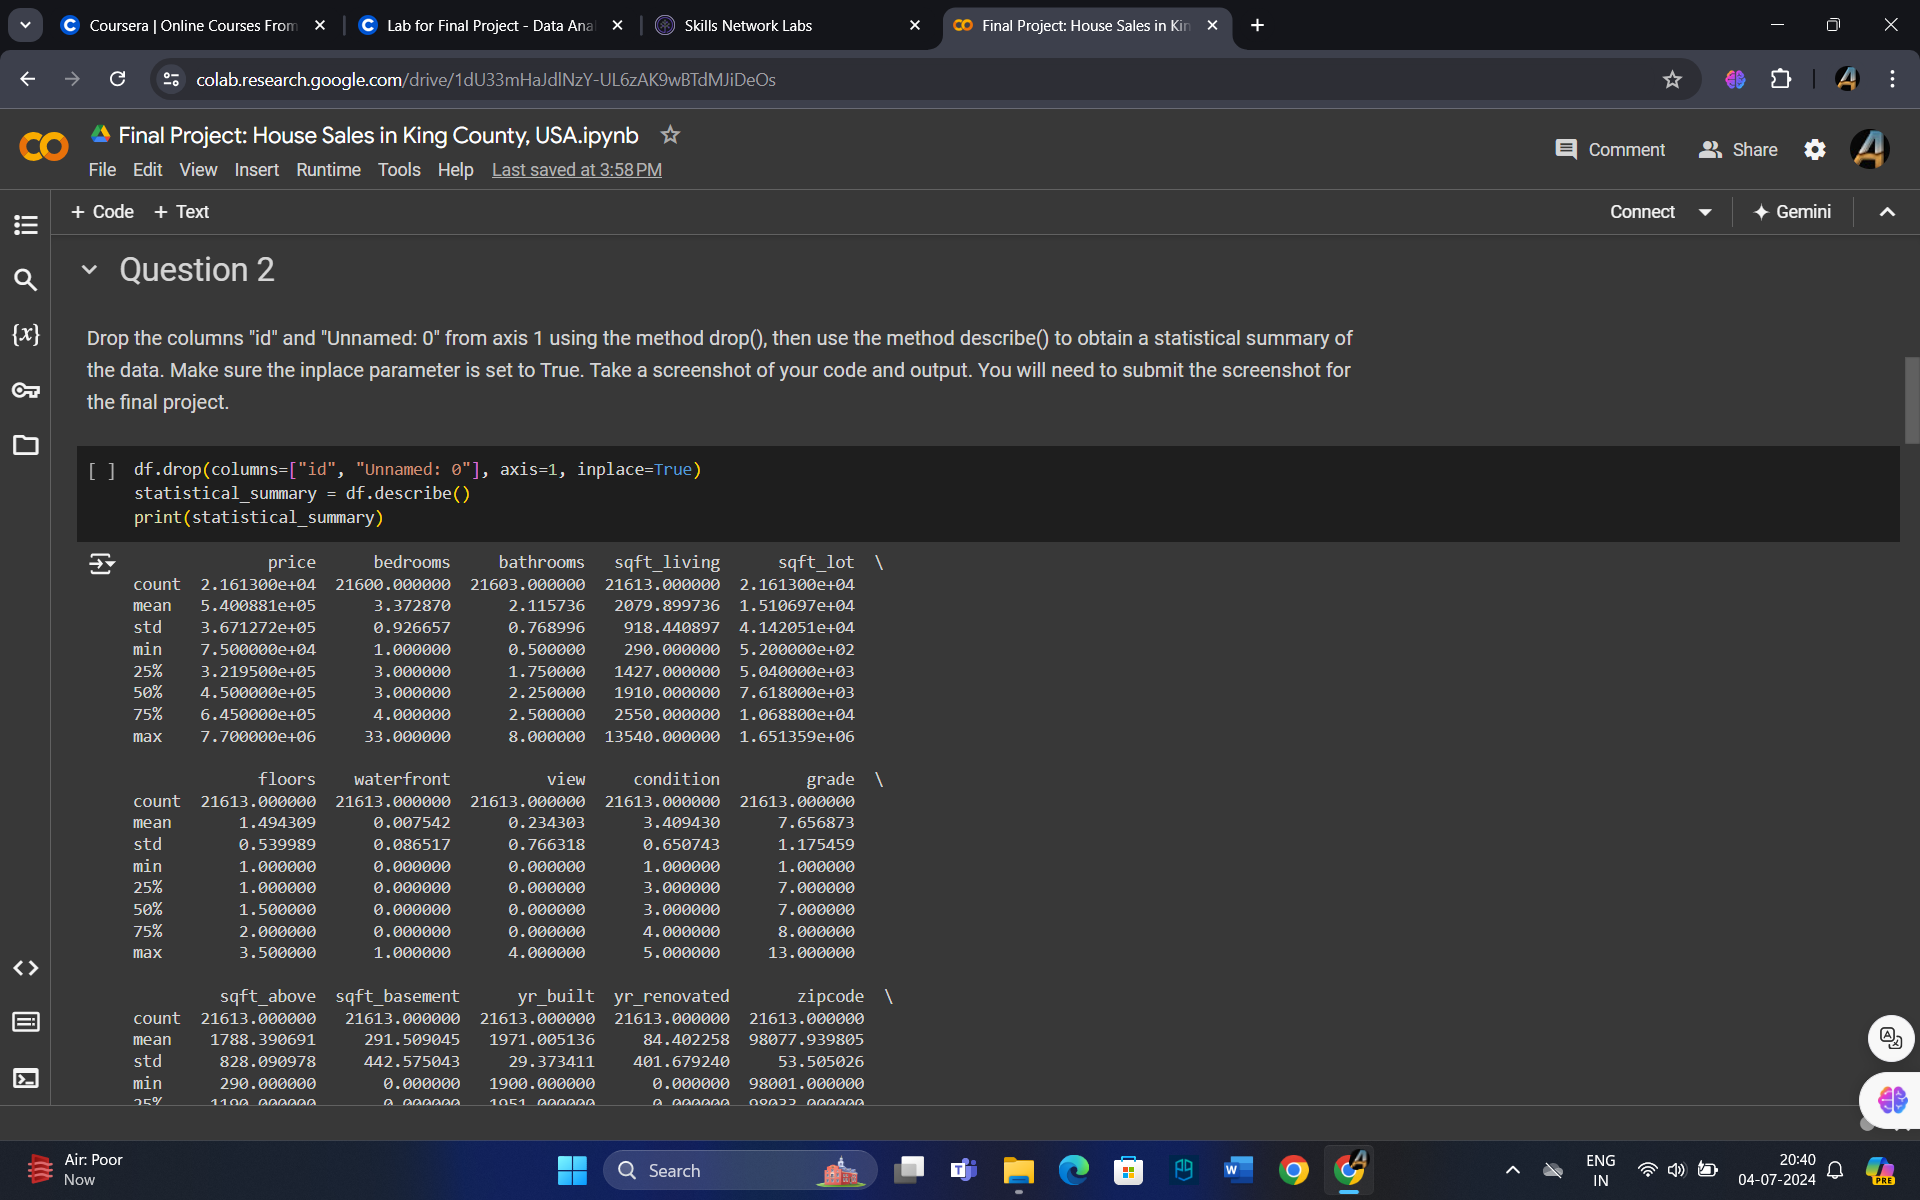 Coursera | Online Courses From
Lab for Final Project - Data Ana
Skills Network Labs
Final Project: House Sales in Kin
colab.research.google.com/drive/1dU33mHaJdlNzY-UL6zAK9wBTdMJiDeOs
Final Project: House Sales in King County, USA.ipynb
Comment
Share
File Edit View Insert Runtime Tools Help Last saved at 3:58 PM
+ Code + Text
Connect
Gemini
Question 2
Drop the columns "id" and "Unnamed: 0" from axis 1 using the method drop(), then use the method describe() to obtain a statistical summary of
the data. Make sure the inplace parameter is set to True. Take a screenshot of your code and output. You will need to submit the screenshot for
the final project.
[ ] df.drop(columns=["id", "Unnamed: 0"], axis=1, inplace=True)
statistical_summary = df.describe()
print(statistical_summary)
price bedrooms bathrooms sqft_living sqft_lot \
count 2.161300e+04 21600.000000 21603.000000 21613.000000 2.161300e+04
mean 5.400881e+05 3.372870 2.115736 2079.899736 1.510697e+04
std 3.671272e+05 0.926657 0.768996 918.440897 4.142051e+04
min 7.500000e+04 1.000000 0.500000 290.000000 5.200000e+02
25% 3.219500e+05 3.000000 1.750000 1427.000000 5.040000e+03
50% 4.500000e+05 3.000000 2.250000 1910.000000 7.618000e+03
75% 6.450000e+05 4.000000 2.500000 2550.000000 1.068800e+04
max 7.700000e+06 33.000000 8.000000 13540.000000 1.651359e+06
floors waterfront view condition grade \
count 21613.000000 21613.000000 21613.000000 21613.000000 21613.000000
mean 1.494309 0.007542 0.234303 3.409430 7.656873
std 0.539989 0.086517 0.766318 0.650743 1.175459
min 1.000000 0.000000 0.000000 1.000000 1.000000
25% 1.000000 0.000000 0.000000 3.000000 7.000000
50% 1.500000 0.000000 0.000000 3.000000 7.000000
75% 2.000000 0.000000 0.000000 4.000000 8.000000
max 3.500000 1.000000 4.000000 5.000000 13.000000
sqft_above sqft_basement yr_built yr_renovated zipcode \
count 21613.000000 21613.000000 21613.000000 21613.000000 21613.000000
mean 1788.390691 291.509045 1971.005136 84.402258 98077.939805
std 828.090978 442.575043 29.373411 401.679240 53.505026
min 290.000000 0.000000 1900.000000 0.000000 98001.000000
25% 1190.000000 0.000000 1951.000000 0.000000 98033.000000
Air: Poor
Now
Search
ENG
IN
20:40
04-07-2024
PRE